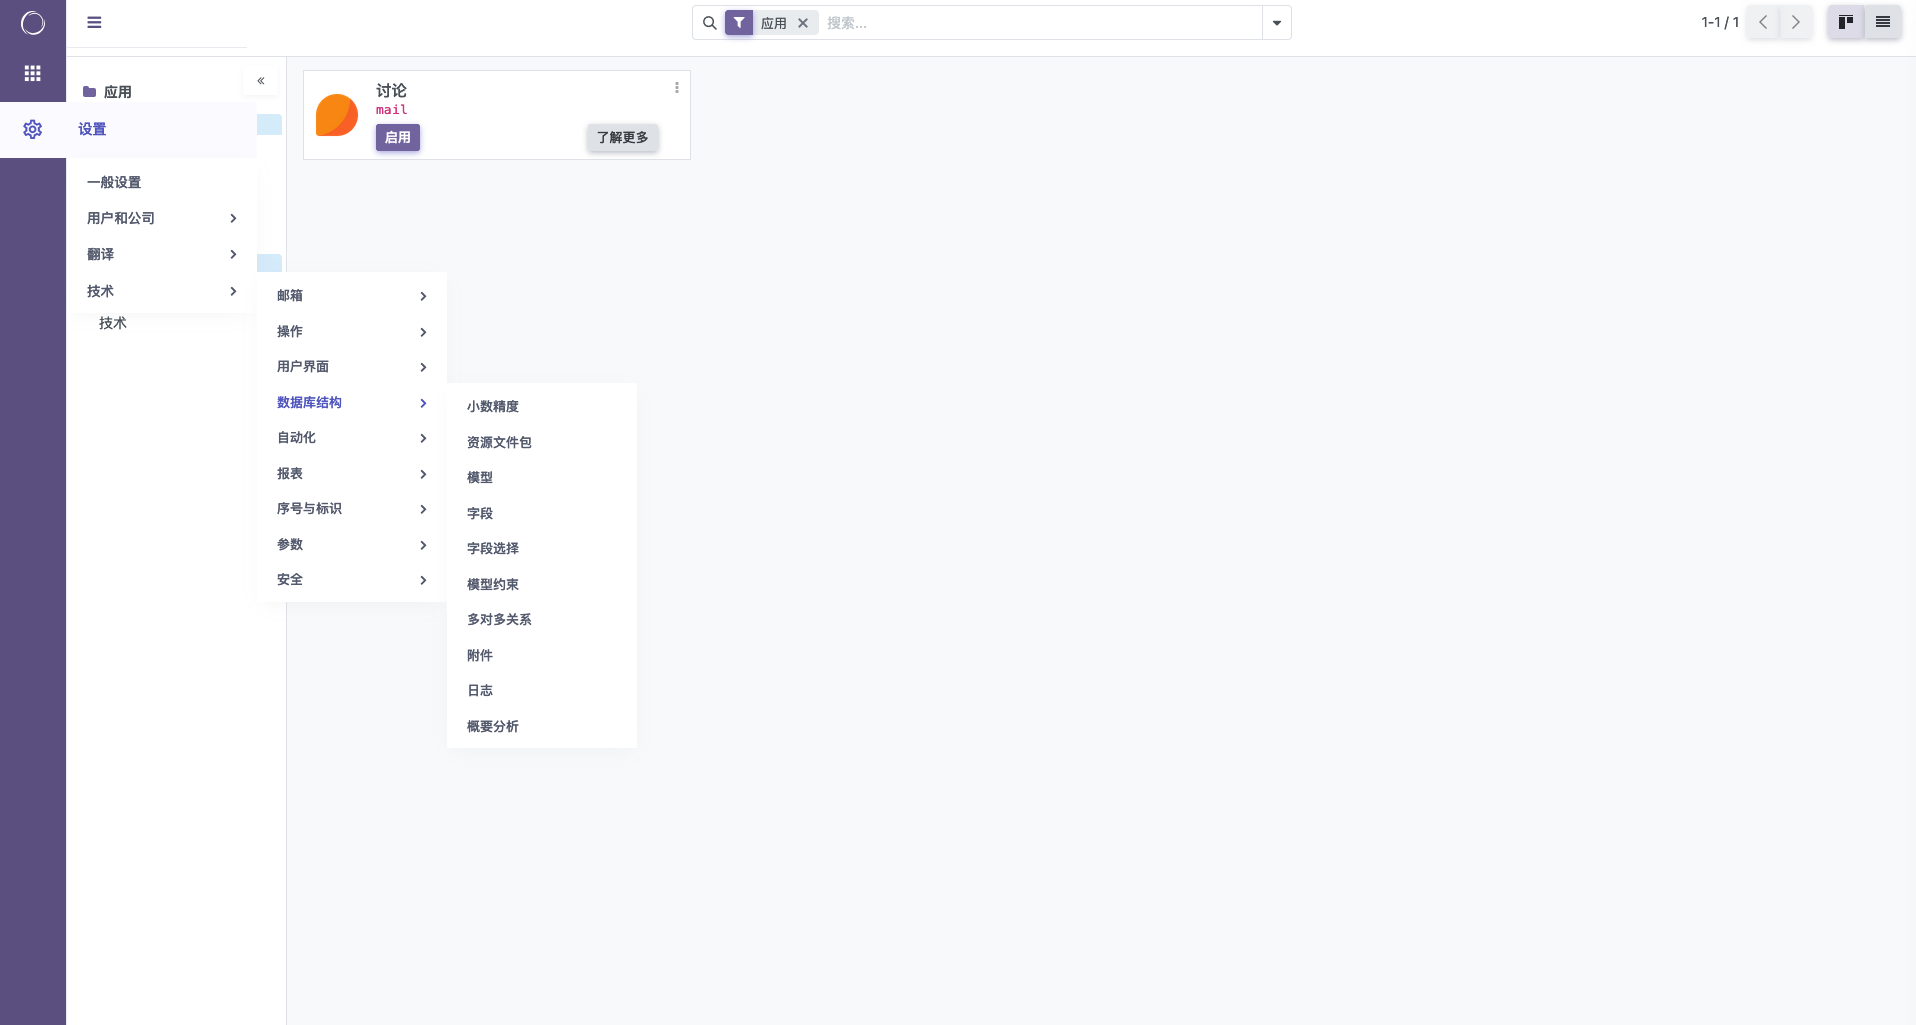 应用
搜索...
1-1 / 1
«
应用
讨论
mail
启用
了解更多
设置
一般设置
用户和公司
翻译
技术
技术
邮箱
操作
用户界面
数据库结构
自动化
报表
序号与标识
参数
安全
小数精度
资源文件包
模型
字段
字段选择
模型约束
多对多关系
附件
日志
概要分析